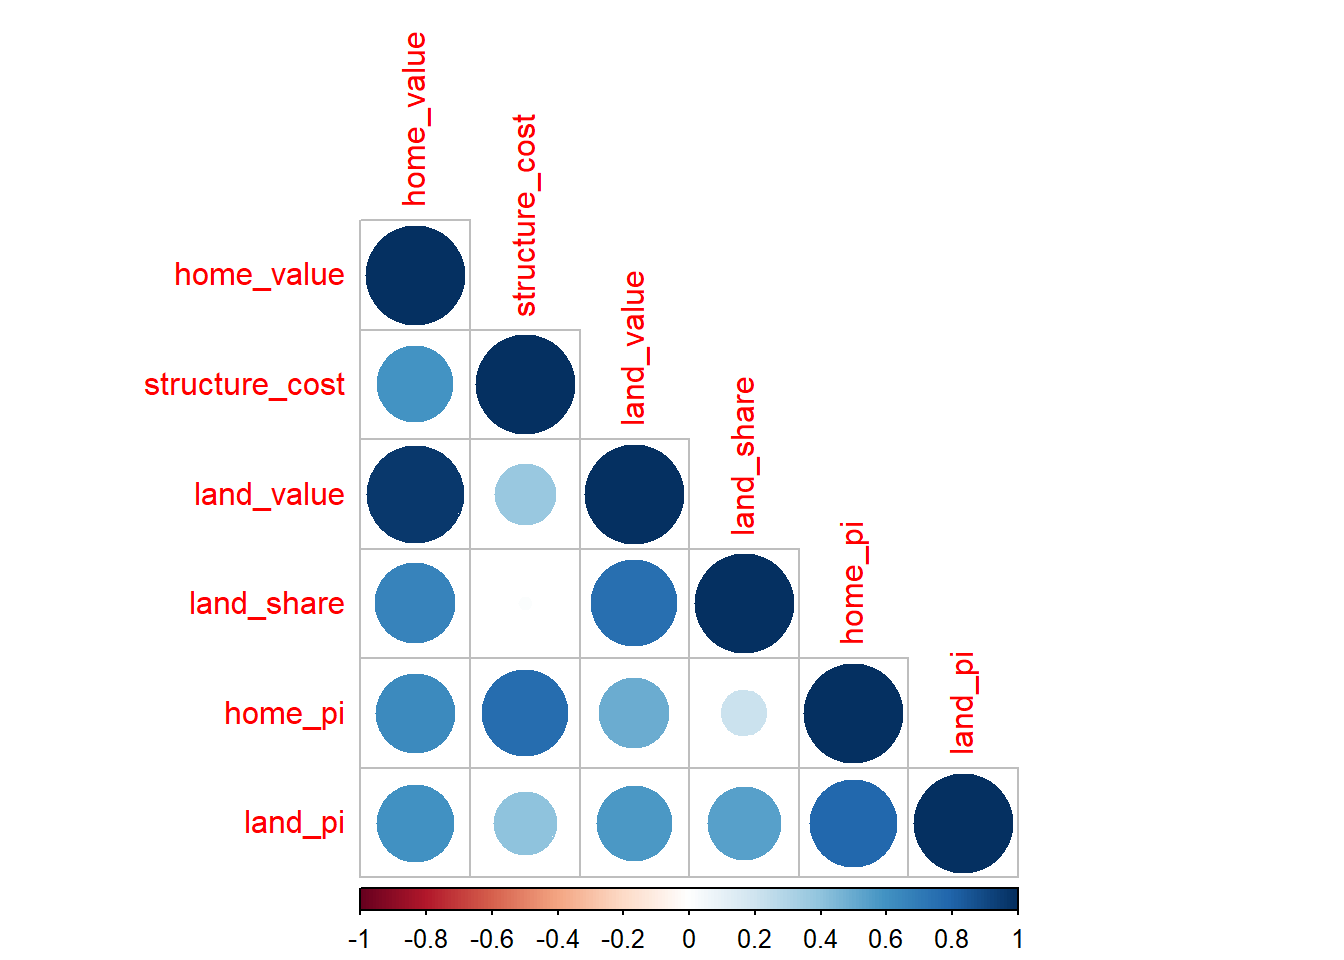 home_value
structure_cost
land_value
land_share
home_pi
land_pi
home_value
structure_cost
land_value
land_share
home_pi
land_pi
-1 -0.8 -0.6 -0.4 -0.2 0 0.2 0.4 0.6 0.8 1